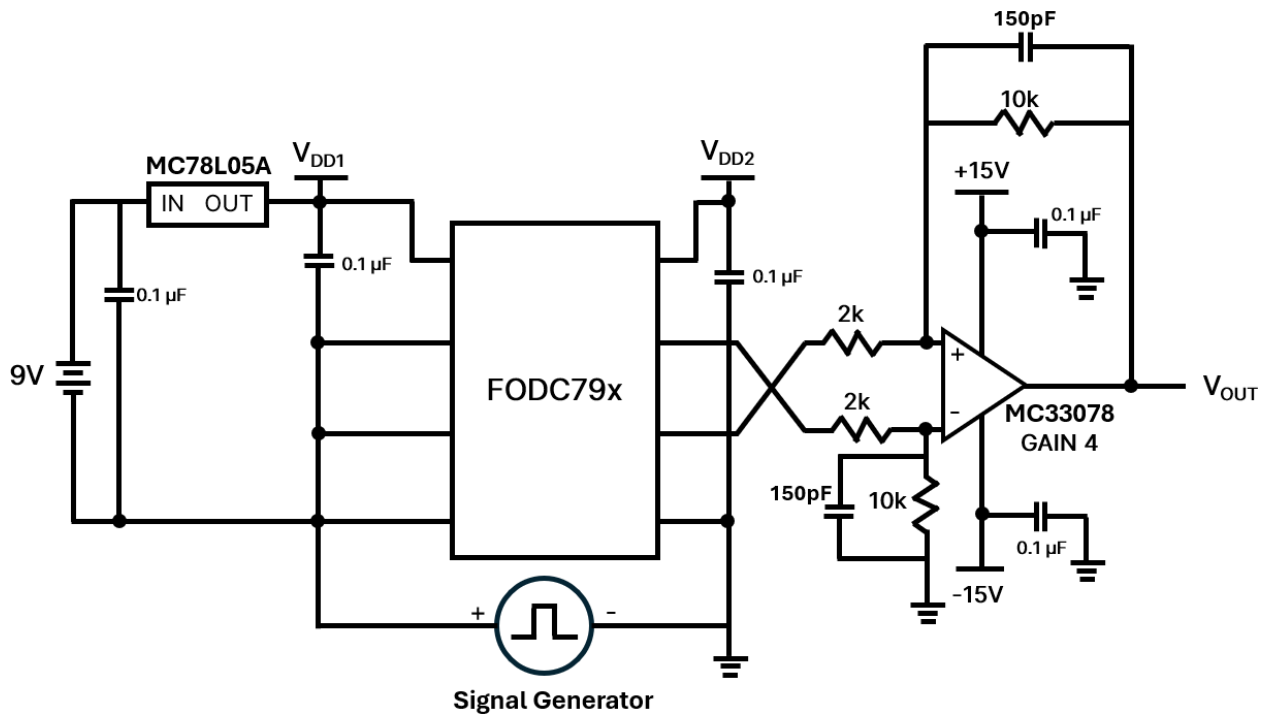 150pF
10k
MC78L05A
V_DD1
V_DD2
+15V
IN OUT
0.1 µF
0.1 µF
0.1 µF
0.1 µF
2k
9V
FODC79x
+
2k
-
MC33078
GAIN 4
V_OUT
150pF
10k
0.1 µF
-15V
+
-
Signal Generator